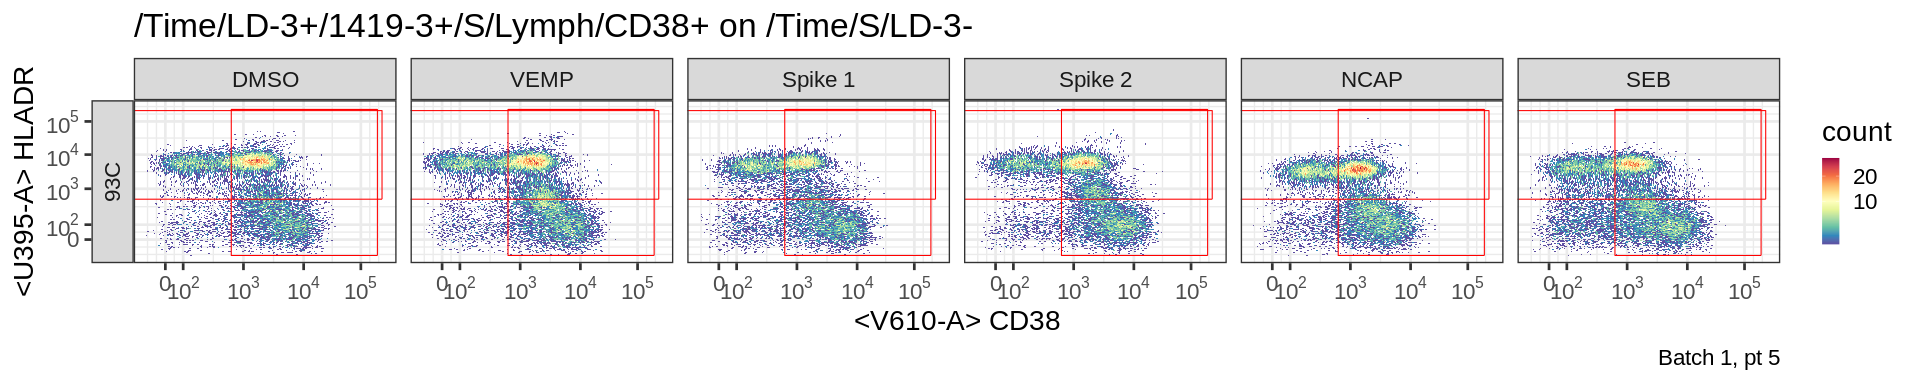 /Time/LD-3+/1419-3+/S/Lymph/CD38+ on /Time/S/LD-3-
DMSO VEMP Spike 1 Spike 2 NCAP SEB
<U395-A> HLADR
93C
10^5
10^4
10^3
10^2
0
0 10^2 10^3 10^4 10^5 0 10^2 10^3 10^4 10^5 0 10^2 10^3 10^4 10^5 0 10^2 10^3 10^4 10^5 0 10^2 10^3 10^4 10^5 0 10^2 10^3 10^4 10^5
<V610-A> CD38
count
20
10
Batch 1, pt 5